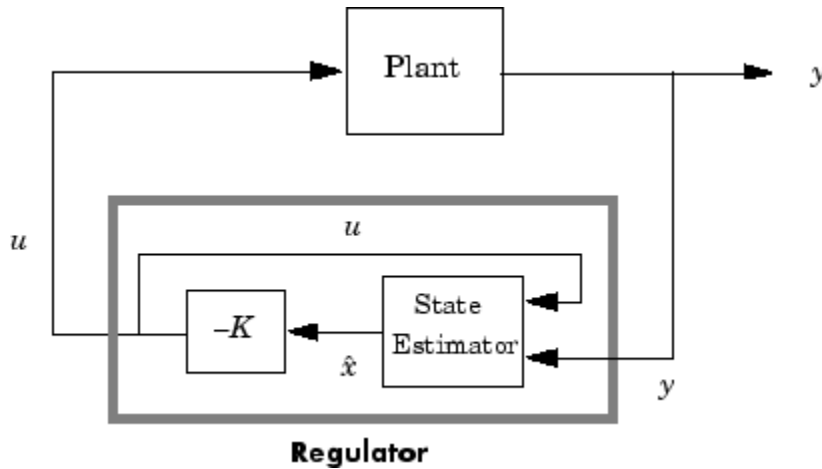 Plant
y
u
u
–K
x̂
State
Estimator
y
Regulator